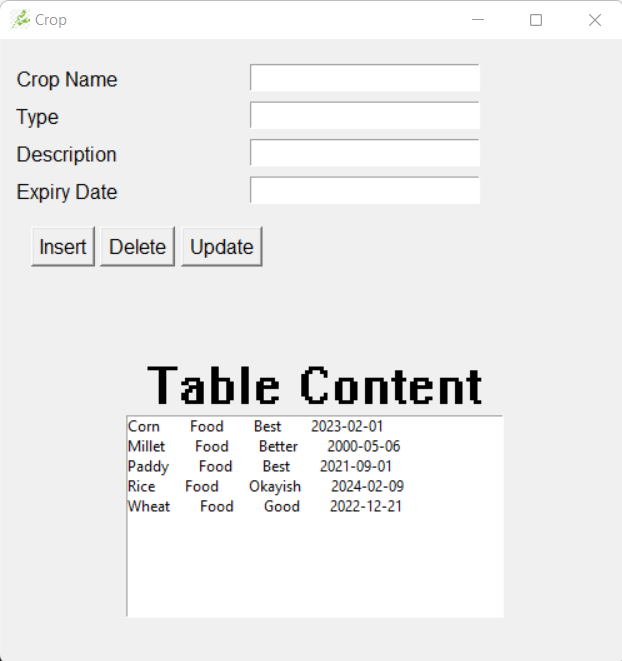 Crop
Crop Name
Type
Description
Expiry Date
Insert Delete Update
Table Content
Corn Food Best 2023-02-01
Millet Food Better 2000-05-06
Paddy Food Best 2021-09-01
Rice Food Okayish 2024-02-09
Wheat Food Good 2022-12-21